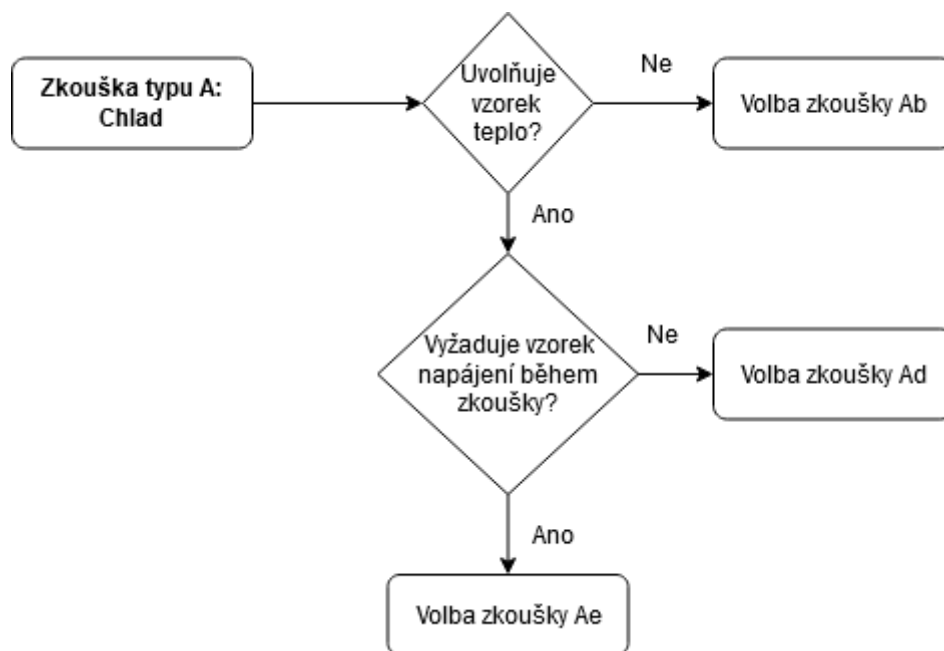 Zkouška typu A:
Chlad
Uvolňuje
vzorek
teplo?
Ne
Volba zkoušky Ab
Ano
Vyžaduje vzorek
napájení během
zkoušky?
Ne
Volba zkoušky Ad
Ano
Volba zkoušky Ae